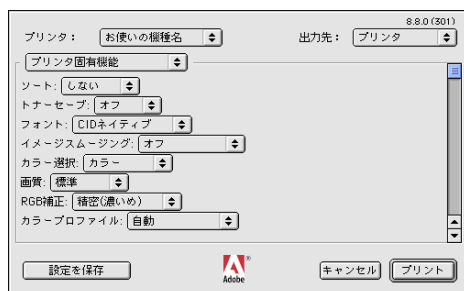 8.8.0 (301)
プリンタ： お使いの機種名 出力先： プリンタ
プリンタ固有機能
ソート: しない
トナーセーブ: オフ
フォント: CIDネイティブ
イメージスムージング: オフ
カラー選択: カラー
画質: 標準
RGB補正: 精密(濃いめ)
カラープロファイル: 自動
設定を保存 Adobe キャンセル プリント